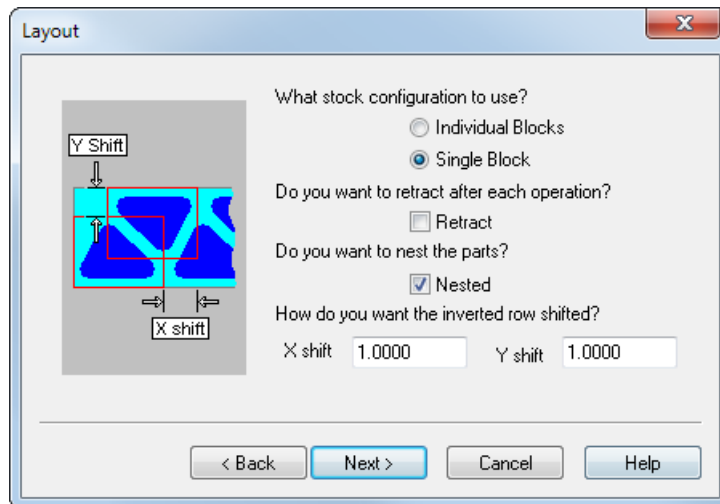 Layout
What stock configuration to use?
Individual Blocks
Single Block
Do you want to retract after each operation?
Retract
Do you want to nest the parts?
Nested
How do you want the inverted row shifted?
X shift 1.0000 Y shift 1.0000
Y Shift
X shift
< Back Next > Cancel Help